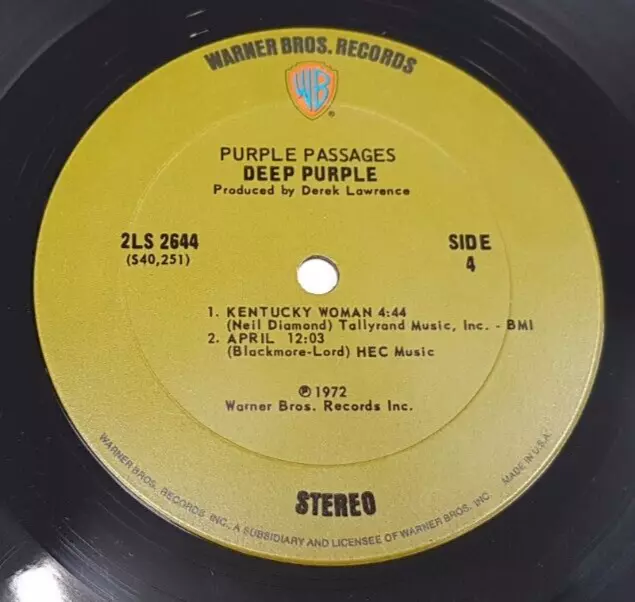 WARNER BROS. RECORDS
WB
®
PURPLE PASSAGES
DEEP PURPLE
Produced by Derek Lawrence
2LS 2644
(S40,251)
SIDE
4
1. KENTUCKY WOMAN 4:44
(Neil Diamond) Tallyrand Music, Inc. - BMI
2. APRIL 12:03
(Blackmore-Lord) HEC Music
℗ 1972
Warner Bros. Records Inc.
STEREO
WARNER BROS. RECORDS INC., A SUBSIDIARY AND LICENSEE OF WARNER BROS. INC. MADE IN U.S.A.